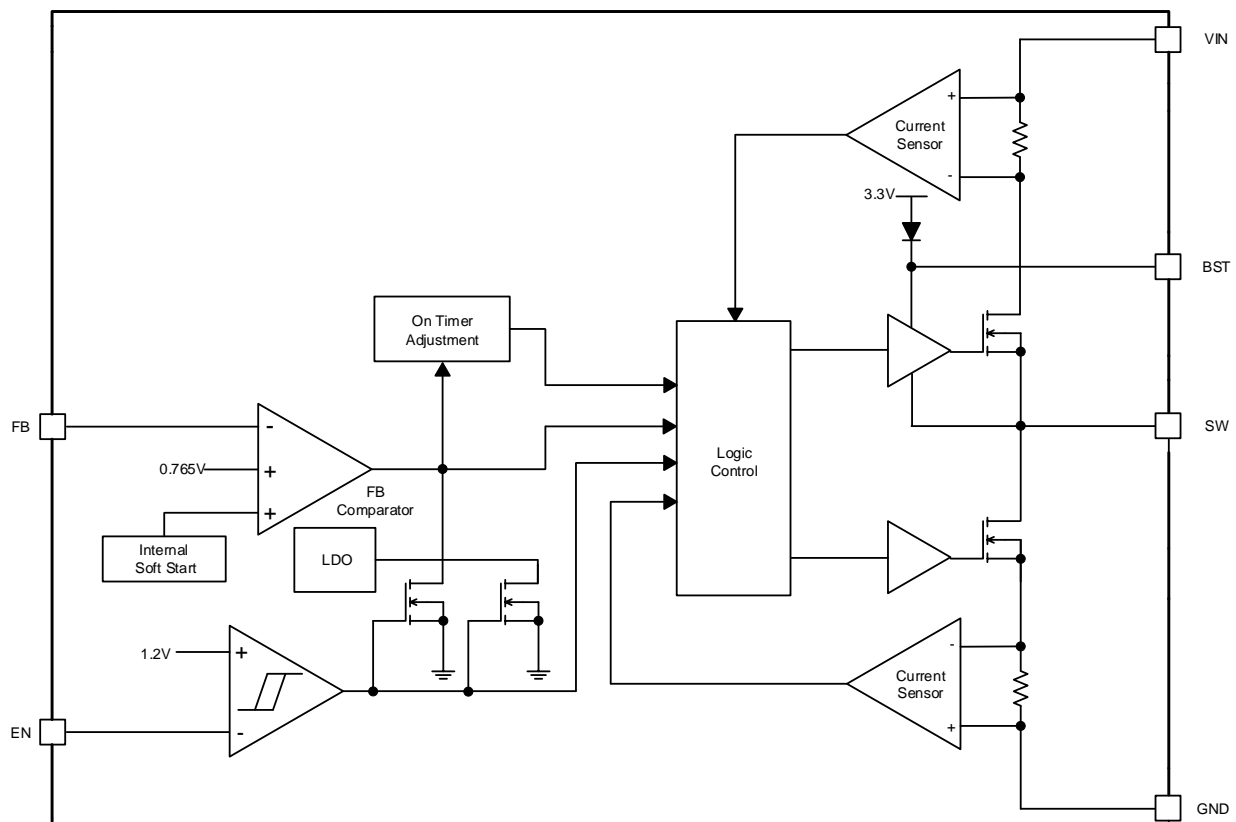 VIN
+
Current
Sensor
-
3.3V
BST
On Timer
Adjustment
FB
-
SW
0.765V
+
Logic
Control
FB
Comparator
+
Internal
Soft Start
LDO
1.2V
+
-
Current
Sensor
EN
-
+
GND